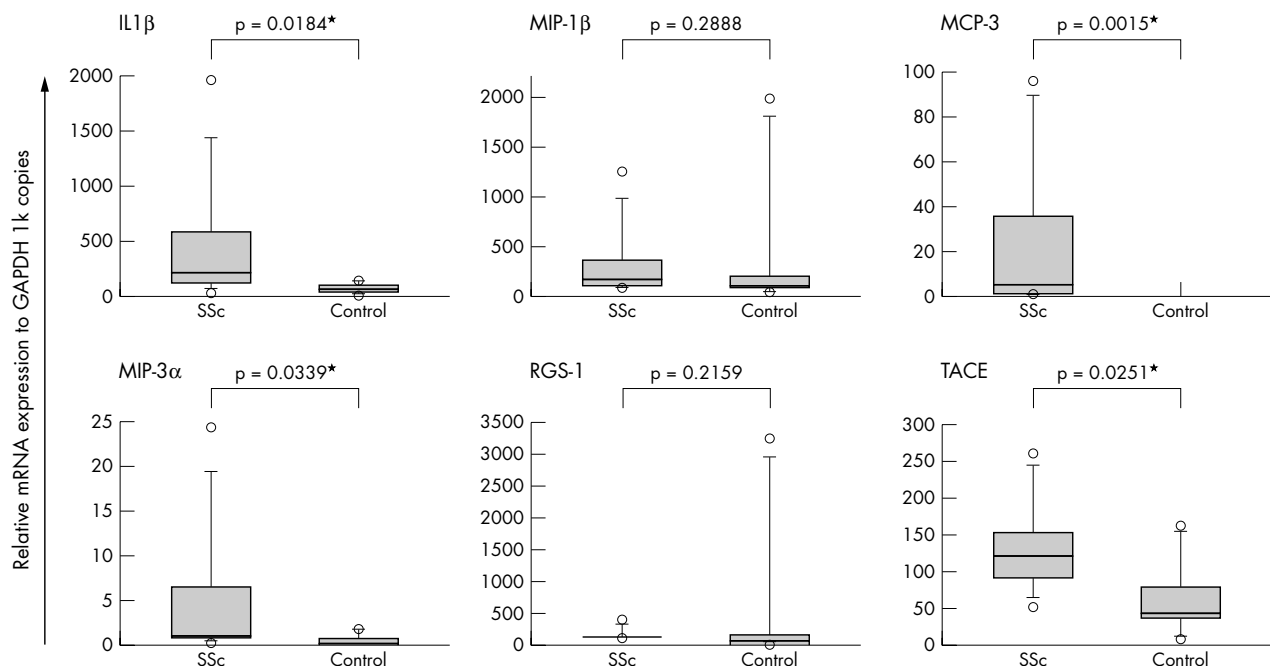 Relative mRNA expression to GAPDH 1k copies
IL1β
p = 0.0184★
2000
1500
1000
500
0
SSc Control
MIP-1β
p = 0.2888
2000
1500
1000
500
0
SSc Control
MCP-3
p = 0.0015★
100
80
60
40
20
0
SSc Control
MIP-3α
p = 0.0339★
25
20
15
10
5
0
SSc Control
RGS-1
p = 0.2159
3500
3000
3500
2000
1500
1000
500
0
SSc Control
TACE
p = 0.0251★
300
250
200
150
100
50
0
SSc Control